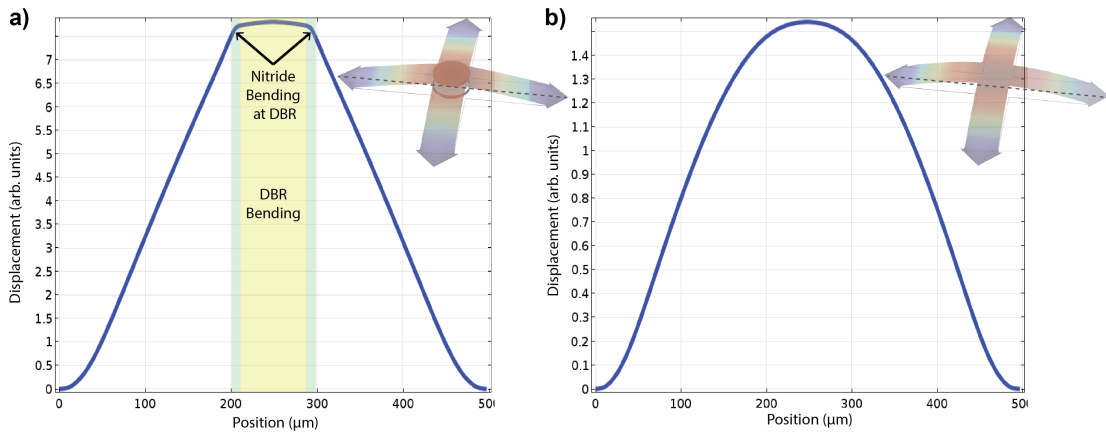 a)
7
6.5
6
5.5
5
4.5
4
3.5
3
2.5
2
1.5
1
0.5
0
Displacement (arb. units)
Nitride
Bending
at DBR
DBR
Bending
0 100 200 300 400 50
Position (µm)
b)
1.4
1.3
1.2
1.1
1
0.9
0.8
0.7
0.6
0.5
0.4
0.3
0.2
0.1
0
Displacement (arb. units)
0 100 200 300 400 50
Position (µm)